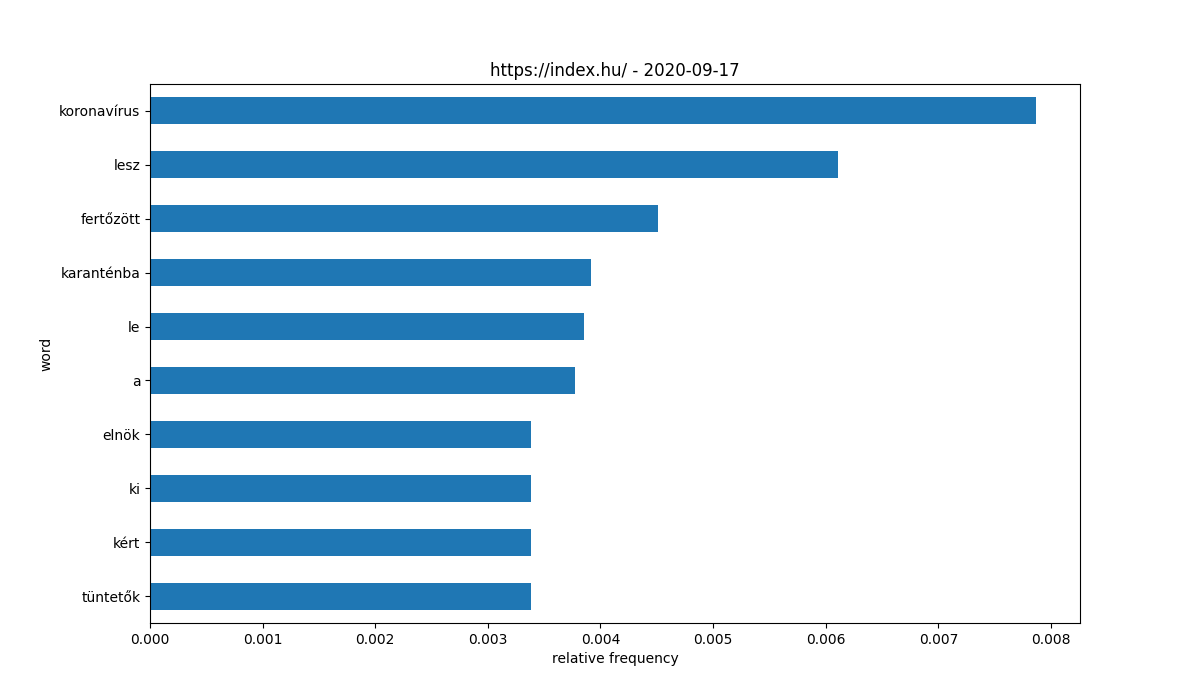 https://index.hu/ - 2020-09-17
koronavírus
lesz
fertőzött
karanténba
le
a
elnök
ki
kért
tüntetők
word
0.000 0.001 0.002 0.003 0.004 0.005 0.006 0.007 0.008
relative frequency